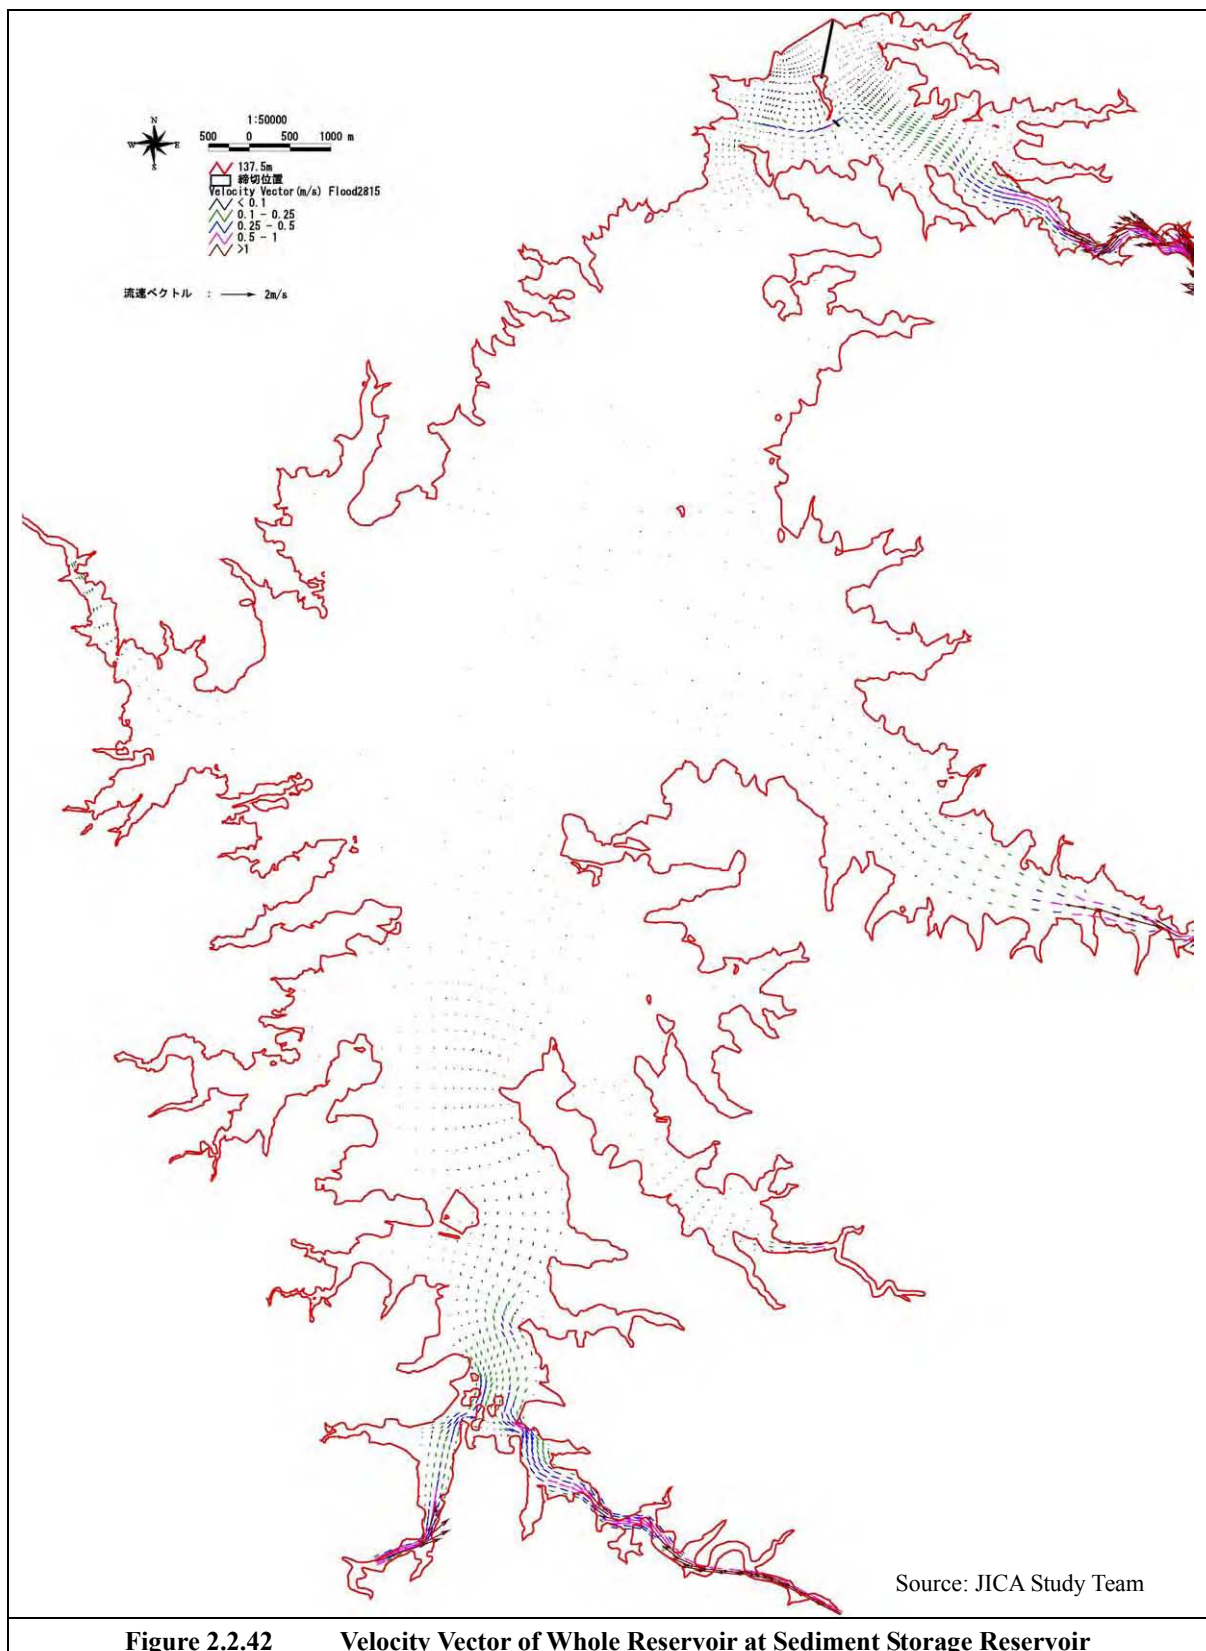 N
W E
S
1:50000
500 0 500 1000 m
137.5m
締切位置
Velocity Vector(m/s) Flood2815
< 0.1
0.1 - 0.25
0.25 - 0.5
0.5 - 1
>1
流速ベクトル : 2m/s
Source: JICA Study Team
Figure 2.2.42 Velocity Vector of Whole Reservoir at Sediment Storage Reservoir